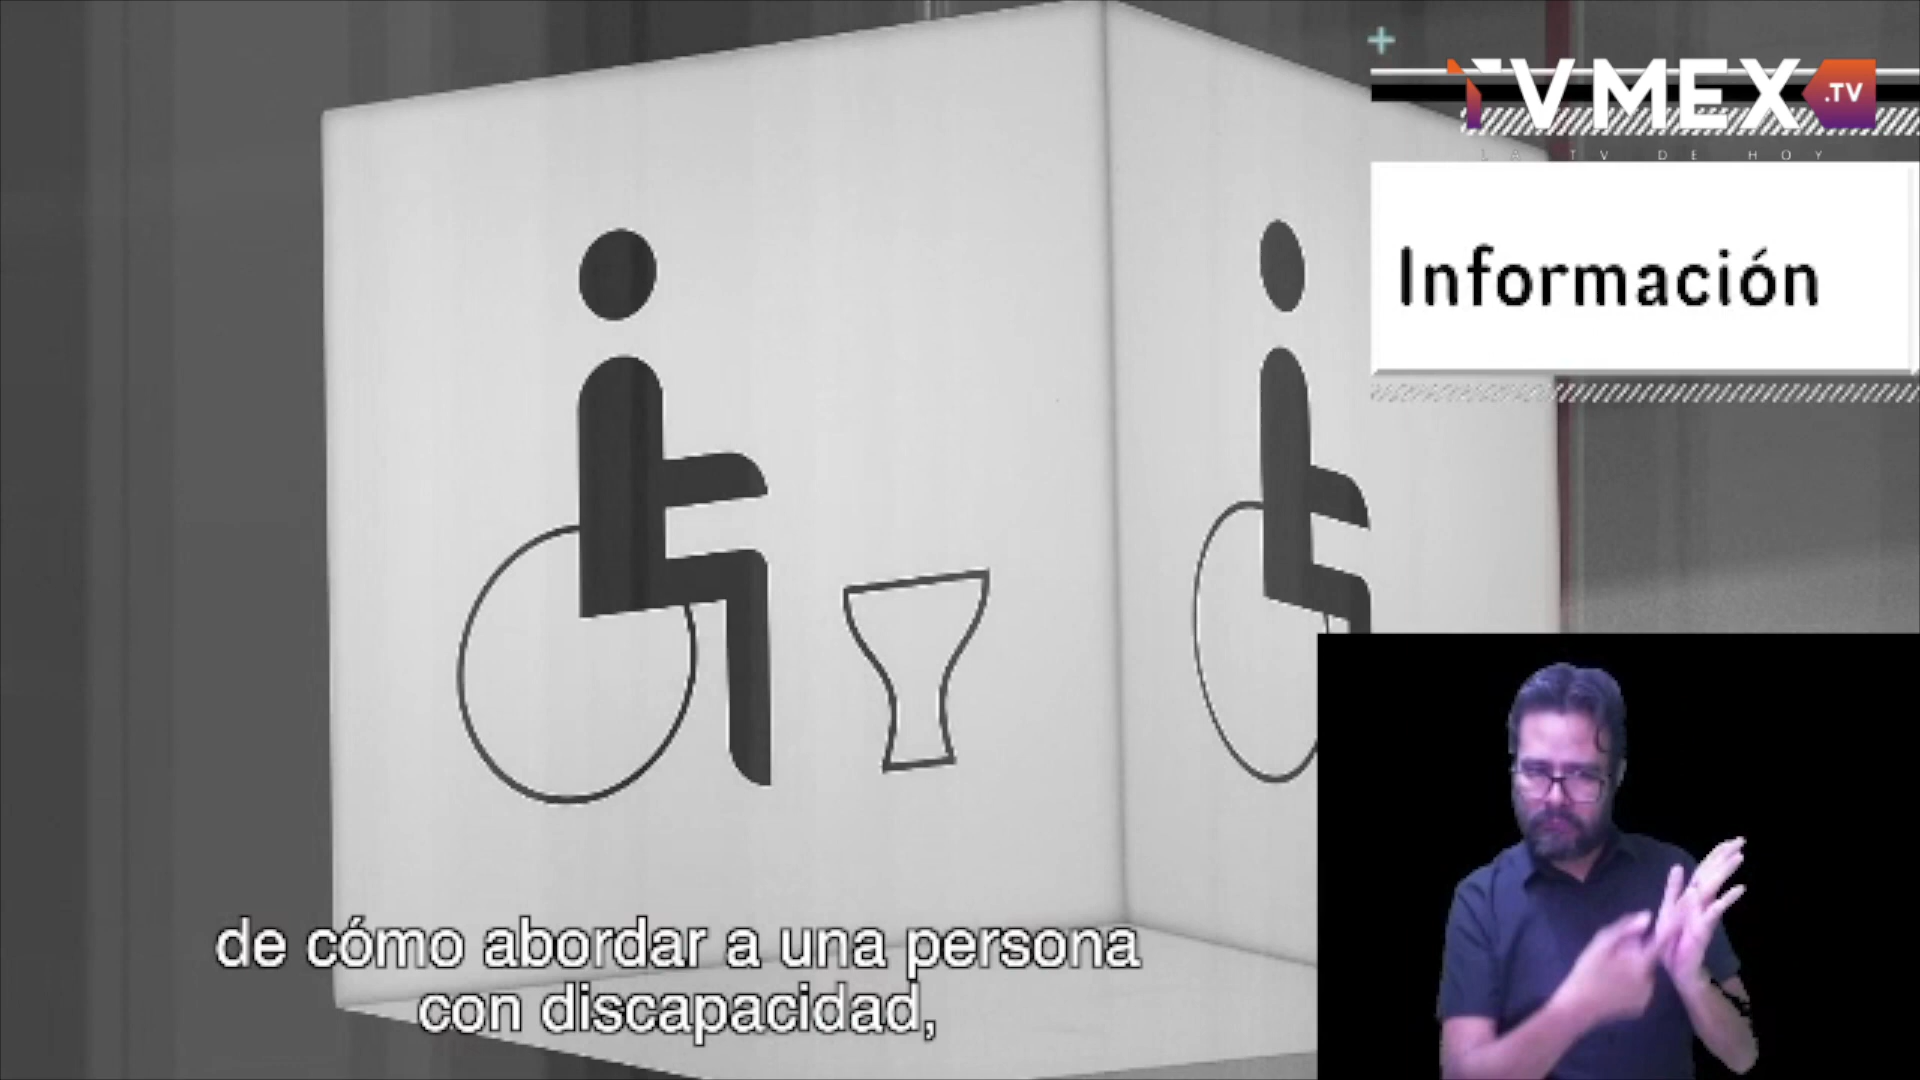 TVMEX .TV
LA TV DE HOY
Información
de cómo abordar a una persona
con discapacidad,